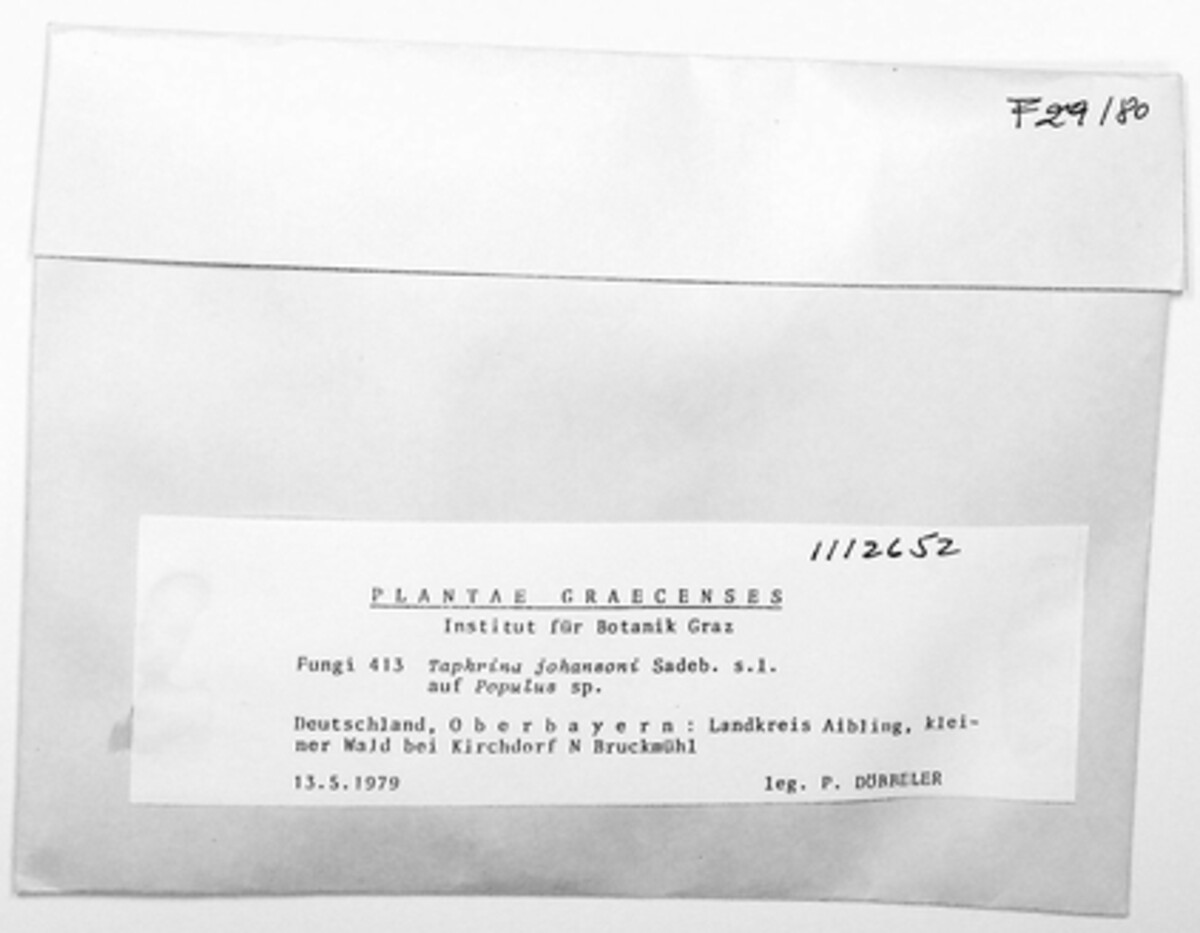 F29/80
1112652
PLANTAE GRAECENSES
Institut für Botanik Graz
Fungi 413 Taphrina johansoni Sadeb. s.l.
auf Populus sp.
Deutschland, Oberbayern: Landkreis Aibling, klei-
ner Wald bei Kirchdorf N Bruckmühl
13.5.1979 leg. P. DÖBBELER